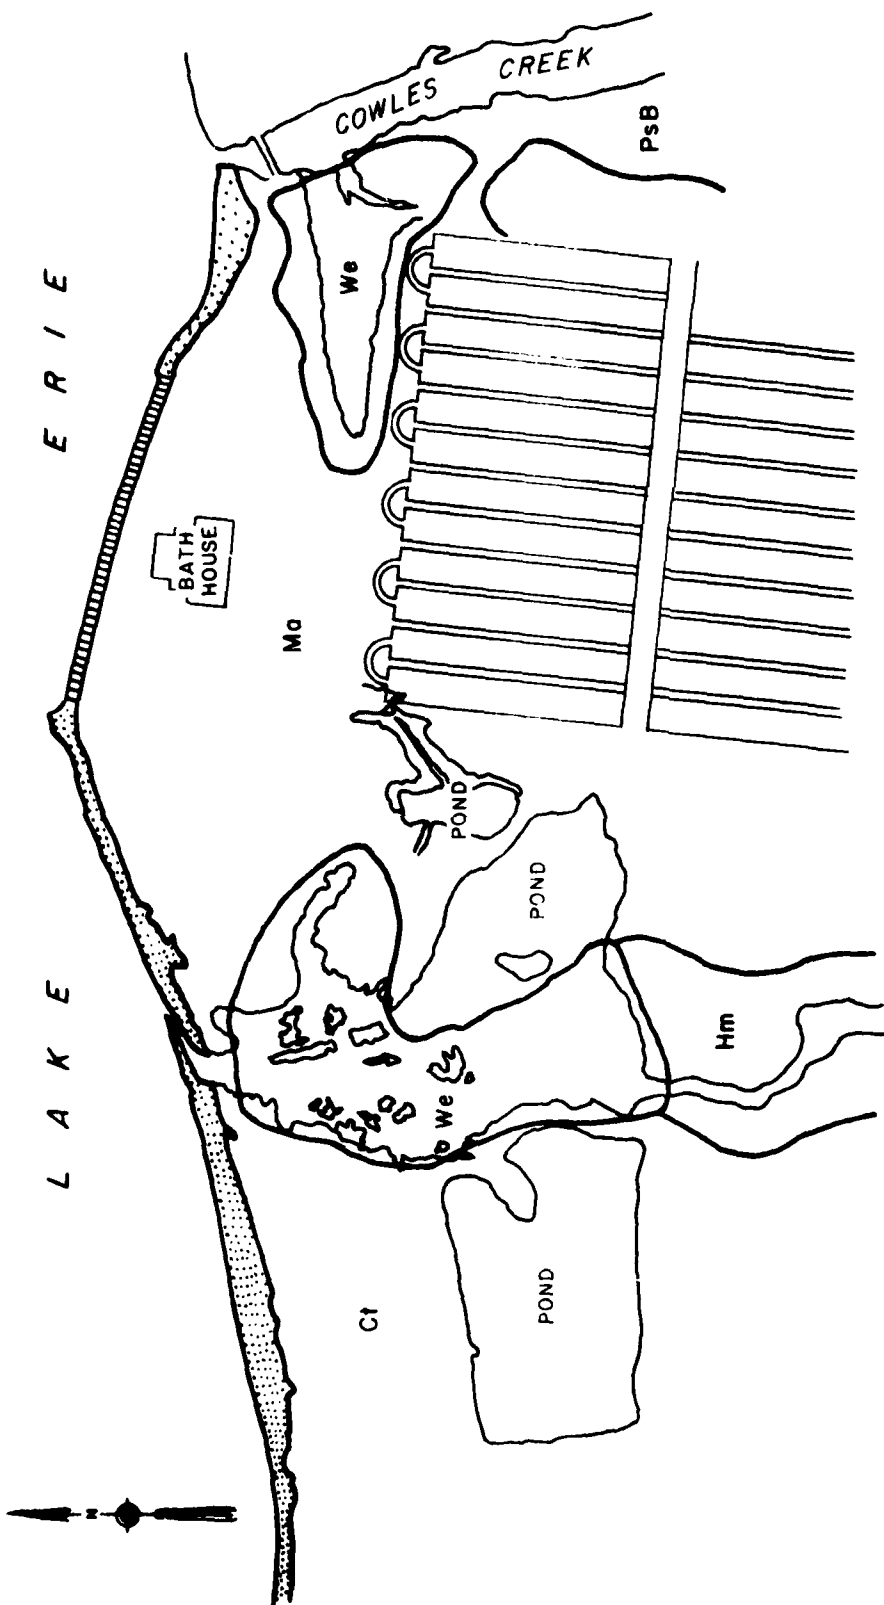 LAKE ERIE
COWLES CREEK
PsB
We
BATH
HOUSE
Ma
POND
POND
Hm
We
Ct
POND
N